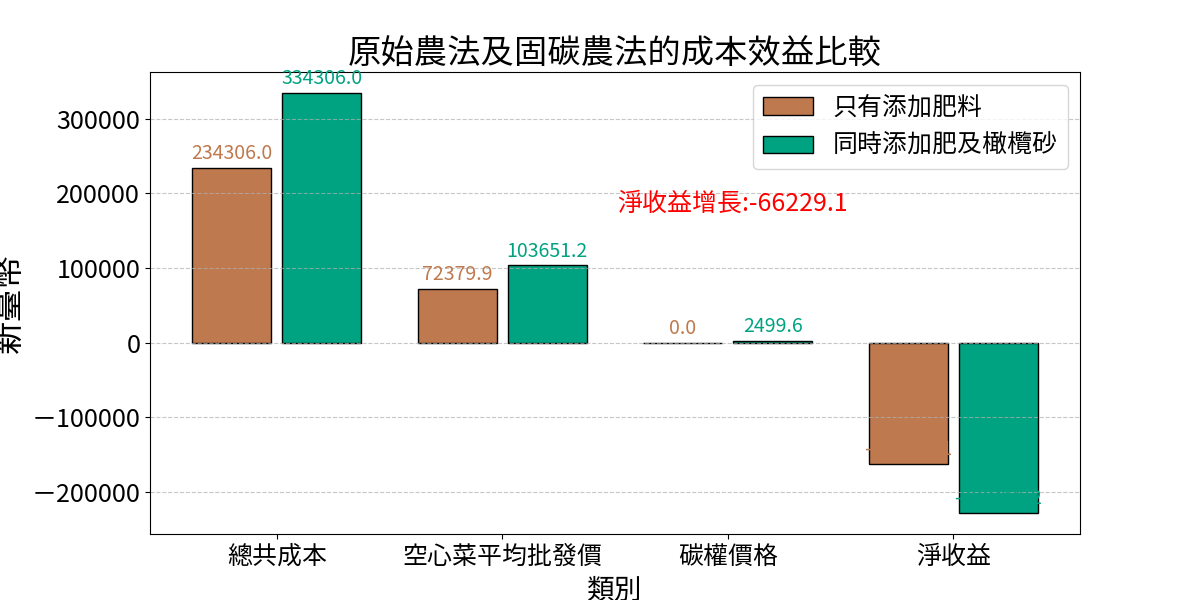 原始農法及固碳農法的成本效益比較
334306.0
234306.0
只有添加肥料
同時添加肥及橄欖砂
淨收益增長:-66229.1
103651.2
72379.9
2499.6
0.0
300000
200000
100000
0
−100000
−200000
新臺幣
總共成本
空心菜平均批發價
碳權價格
淨收益
類別